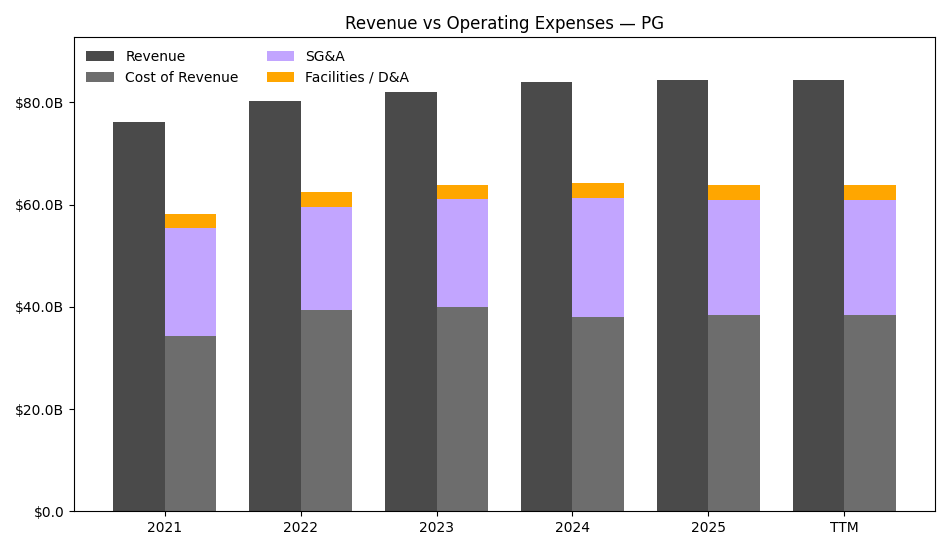 Revenue vs Operating Expenses — PG
Revenue
Cost of Revenue
SG&A
Facilities / D&A
$80.0B
$60.0B
$40.0B
$20.0B
$0.0
2021 2022 2023 2024 2025 TTM